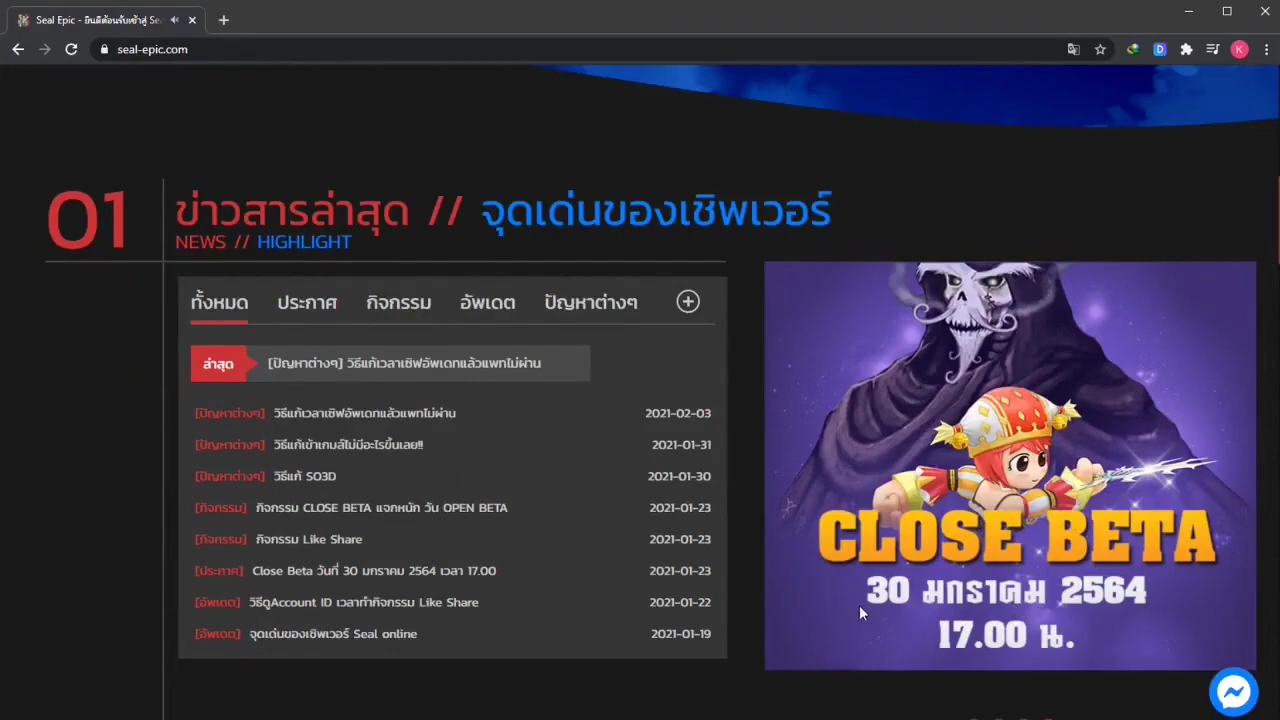 Seal Epic - ยินดีต้อนรับเข้าสู่ Se
seal-epic.com
D
K
01
ข่าวสารล่าสุด // จุดเด่นของเซิพเวอร์
NEWS // HIGHLIGHT
ทั้งหมด ประกาศ กิจกรรม อัพเดต ปัญหาต่างๆ
ล่าสุด [ปัญหาต่างๆ] วิธีแก้เวลาเซิฟอัพเดทแล้วแพทไม่ผ่าน
[ปัญหาต่างๆ] วิธีแก้เวลาเซิฟอัพเดทแล้วแพทไม่ผ่าน 2021-02-03
[ปัญหาต่างๆ] วิธีแก้เข้าเกมส์ไม่มีอะไรขึ้นเลย!! 2021-01-31
[ปัญหาต่างๆ] วิธีแก้ SO3D 2021-01-30
[กิจกรรม] กิจกรรม CLOSE BETA แจกหนัก วัน OPEN BETA 2021-01-23
[กิจกรรม] กิจกรรม Like Share 2021-01-23
[ประกาศ] Close Beta วันที่ 30 มกราคม 2564 เวลา 17.00 2021-01-23
[อัพเดต] วิธีดูAccount ID เวลาทำกิจกรรม Like Share 2021-01-22
[อัพเดต] จุดเด่นของเซิพเวอร์ Seal online 2021-01-19
CLOSE BETA
30 มกราคม 2564
17.00 น.